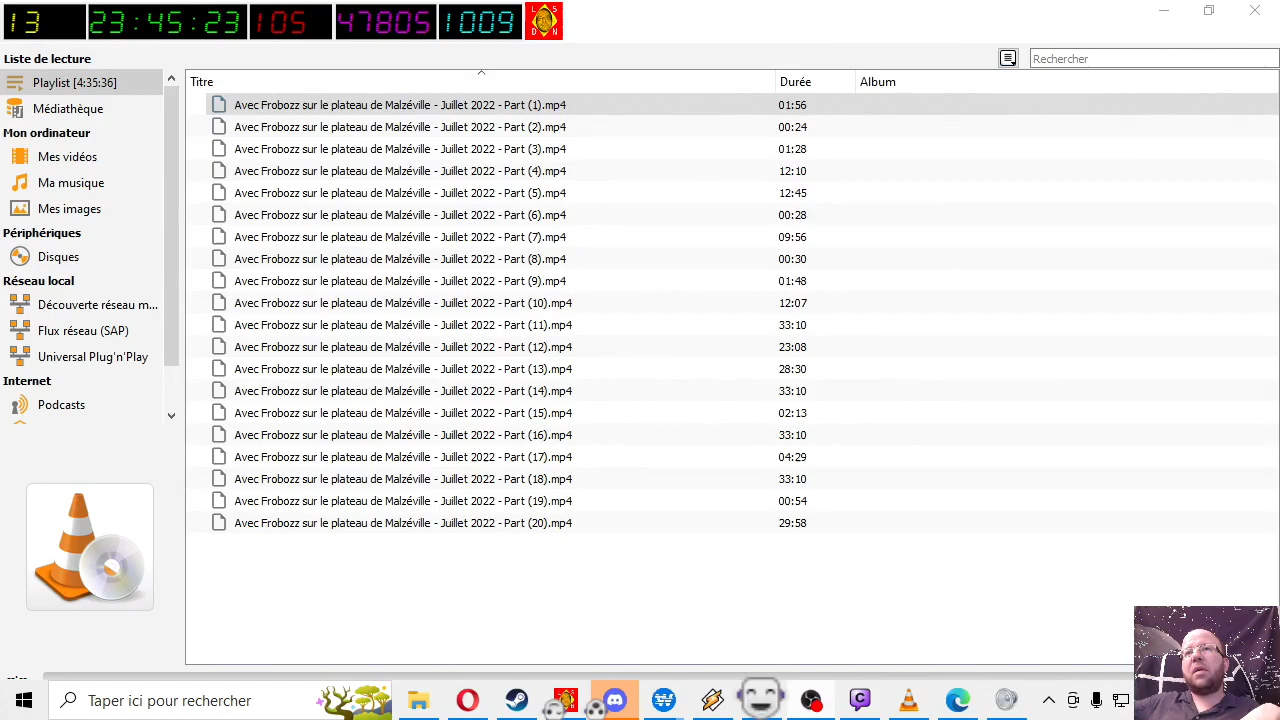 13 23:45:23 105 47805 1009 L S D N
Liste de lecture
Rechercher
Playlist [4:35:36]
Médiathèque
Mon ordinateur
Mes vidéos
Ma musique
Mes images
Périphériques
Disques
Réseau local
Découverte réseau m...
Flux réseau (SAP)
Universal Plug'n'Play
Internet
Podcasts
Titre Durée Album
Avec Frobozz sur le plateau de Malzéville - Juillet 2022 - Part (1).mp4 01:56
Avec Frobozz sur le plateau de Malzéville - Juillet 2022 - Part (2).mp4 00:24
Avec Frobozz sur le plateau de Malzéville - Juillet 2022 - Part (3).mp4 01:28
Avec Frobozz sur le plateau de Malzéville - Juillet 2022 - Part (4).mp4 12:10
Avec Frobozz sur le plateau de Malzéville - Juillet 2022 - Part (5).mp4 12:45
Avec Frobozz sur le plateau de Malzéville - Juillet 2022 - Part (6).mp4 00:28
Avec Frobozz sur le plateau de Malzéville - Juillet 2022 - Part (7).mp4 09:56
Avec Frobozz sur le plateau de Malzéville - Juillet 2022 - Part (8).mp4 00:30
Avec Frobozz sur le plateau de Malzéville - Juillet 2022 - Part (9).mp4 01:48
Avec Frobozz sur le plateau de Malzéville - Juillet 2022 - Part (10).mp4 12:07
Avec Frobozz sur le plateau de Malzéville - Juillet 2022 - Part (11).mp4 33:10
Avec Frobozz sur le plateau de Malzéville - Juillet 2022 - Part (12).mp4 23:08
Avec Frobozz sur le plateau de Malzéville - Juillet 2022 - Part (13).mp4 28:30
Avec Frobozz sur le plateau de Malzéville - Juillet 2022 - Part (14).mp4 33:10
Avec Frobozz sur le plateau de Malzéville - Juillet 2022 - Part (15).mp4 02:13
Avec Frobozz sur le plateau de Malzéville - Juillet 2022 - Part (16).mp4 33:10
Avec Frobozz sur le plateau de Malzéville - Juillet 2022 - Part (17).mp4 04:29
Avec Frobozz sur le plateau de Malzéville - Juillet 2022 - Part (18).mp4 33:10
Avec Frobozz sur le plateau de Malzéville - Juillet 2022 - Part (19).mp4 00:54
Avec Frobozz sur le plateau de Malzéville - Juillet 2022 - Part (20).mp4 29:58
Taper ici pour rechercher